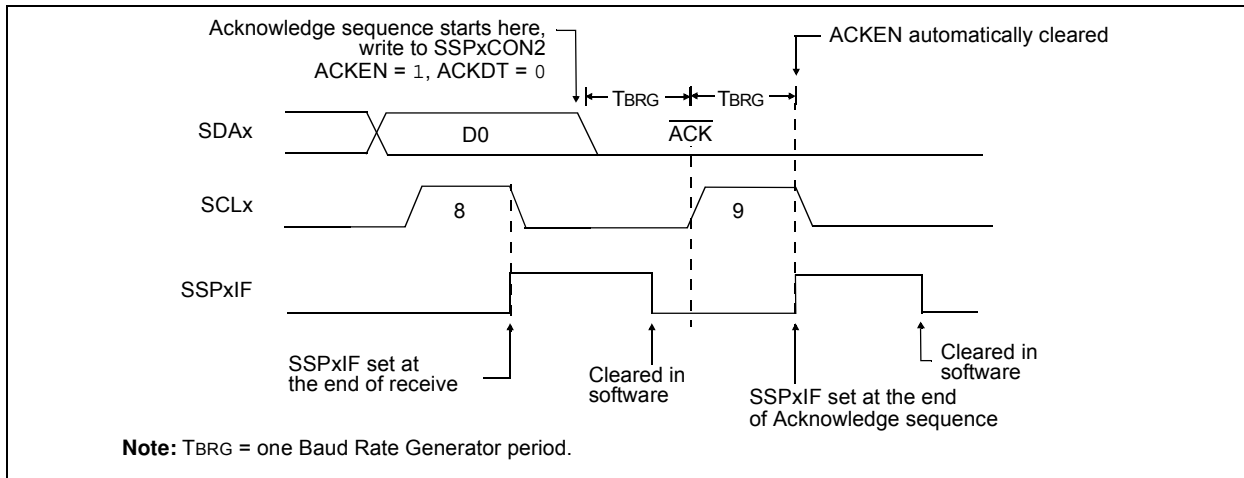 Acknowledge sequence starts here,
write to SSPxCON2
ACKEN = 1, ACKDT = 0
ACKEN automatically cleared
TBRG
TBRG
SDAx
D0
ACK
SCLx
8
9
SSPxIF
SSPxIF set at
the end of receive
Cleared in
software
SSPxIF set at the end
of Acknowledge sequence
Cleared in
software
Note: TBRG = one Baud Rate Generator period.